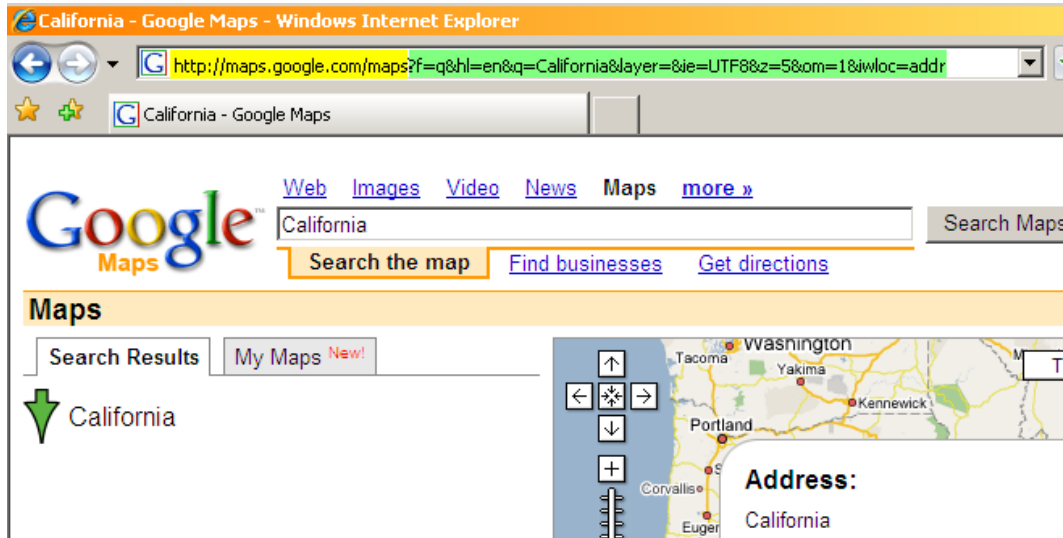 California - Google Maps - Windows Internet Explorer
http://maps.google.com/maps?f=q&hl=en&q=California&layer=&ie=UTF8&z=5&om=1&iwloc=addr
California - Google Maps
Web Images Video News Maps more »
Google™
Maps
California
Search Maps
Search the map Find businesses Get directions
Maps
Search Results My Maps New!
California
Washington
Tacoma
Yakima
Kennewick
Portland
Corvallis
Euger
Address:
California